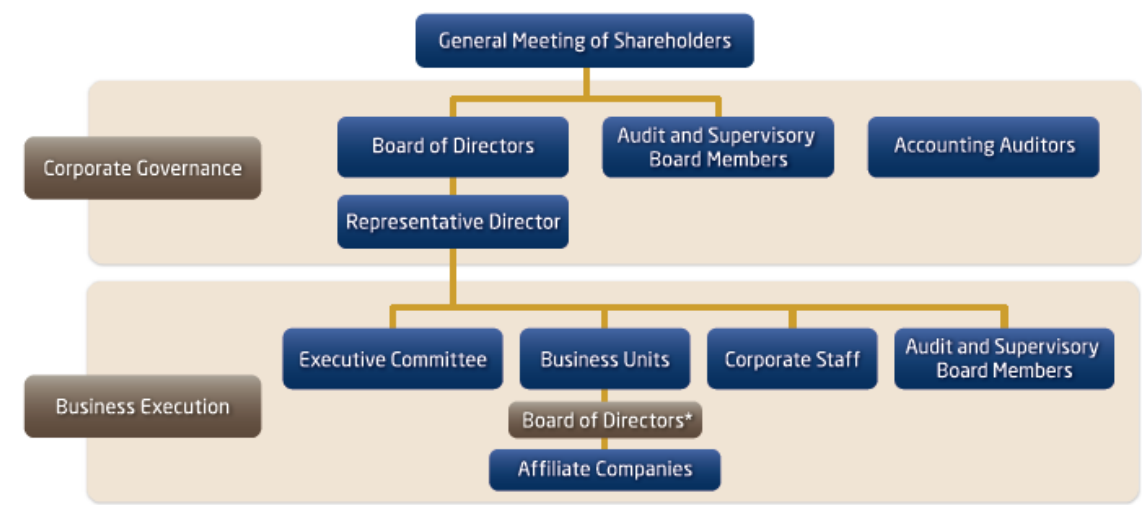 General Meeting of Shareholders
Corporate Governance
Board of Directors
Audit and Supervisory
Board Members
Accounting Auditors
Representative Director
Business Execution
Executive Committee
Business Units
Corporate Staff
Audit and Supervisory
Board Members
Board of Directors*
Affiliate Companies